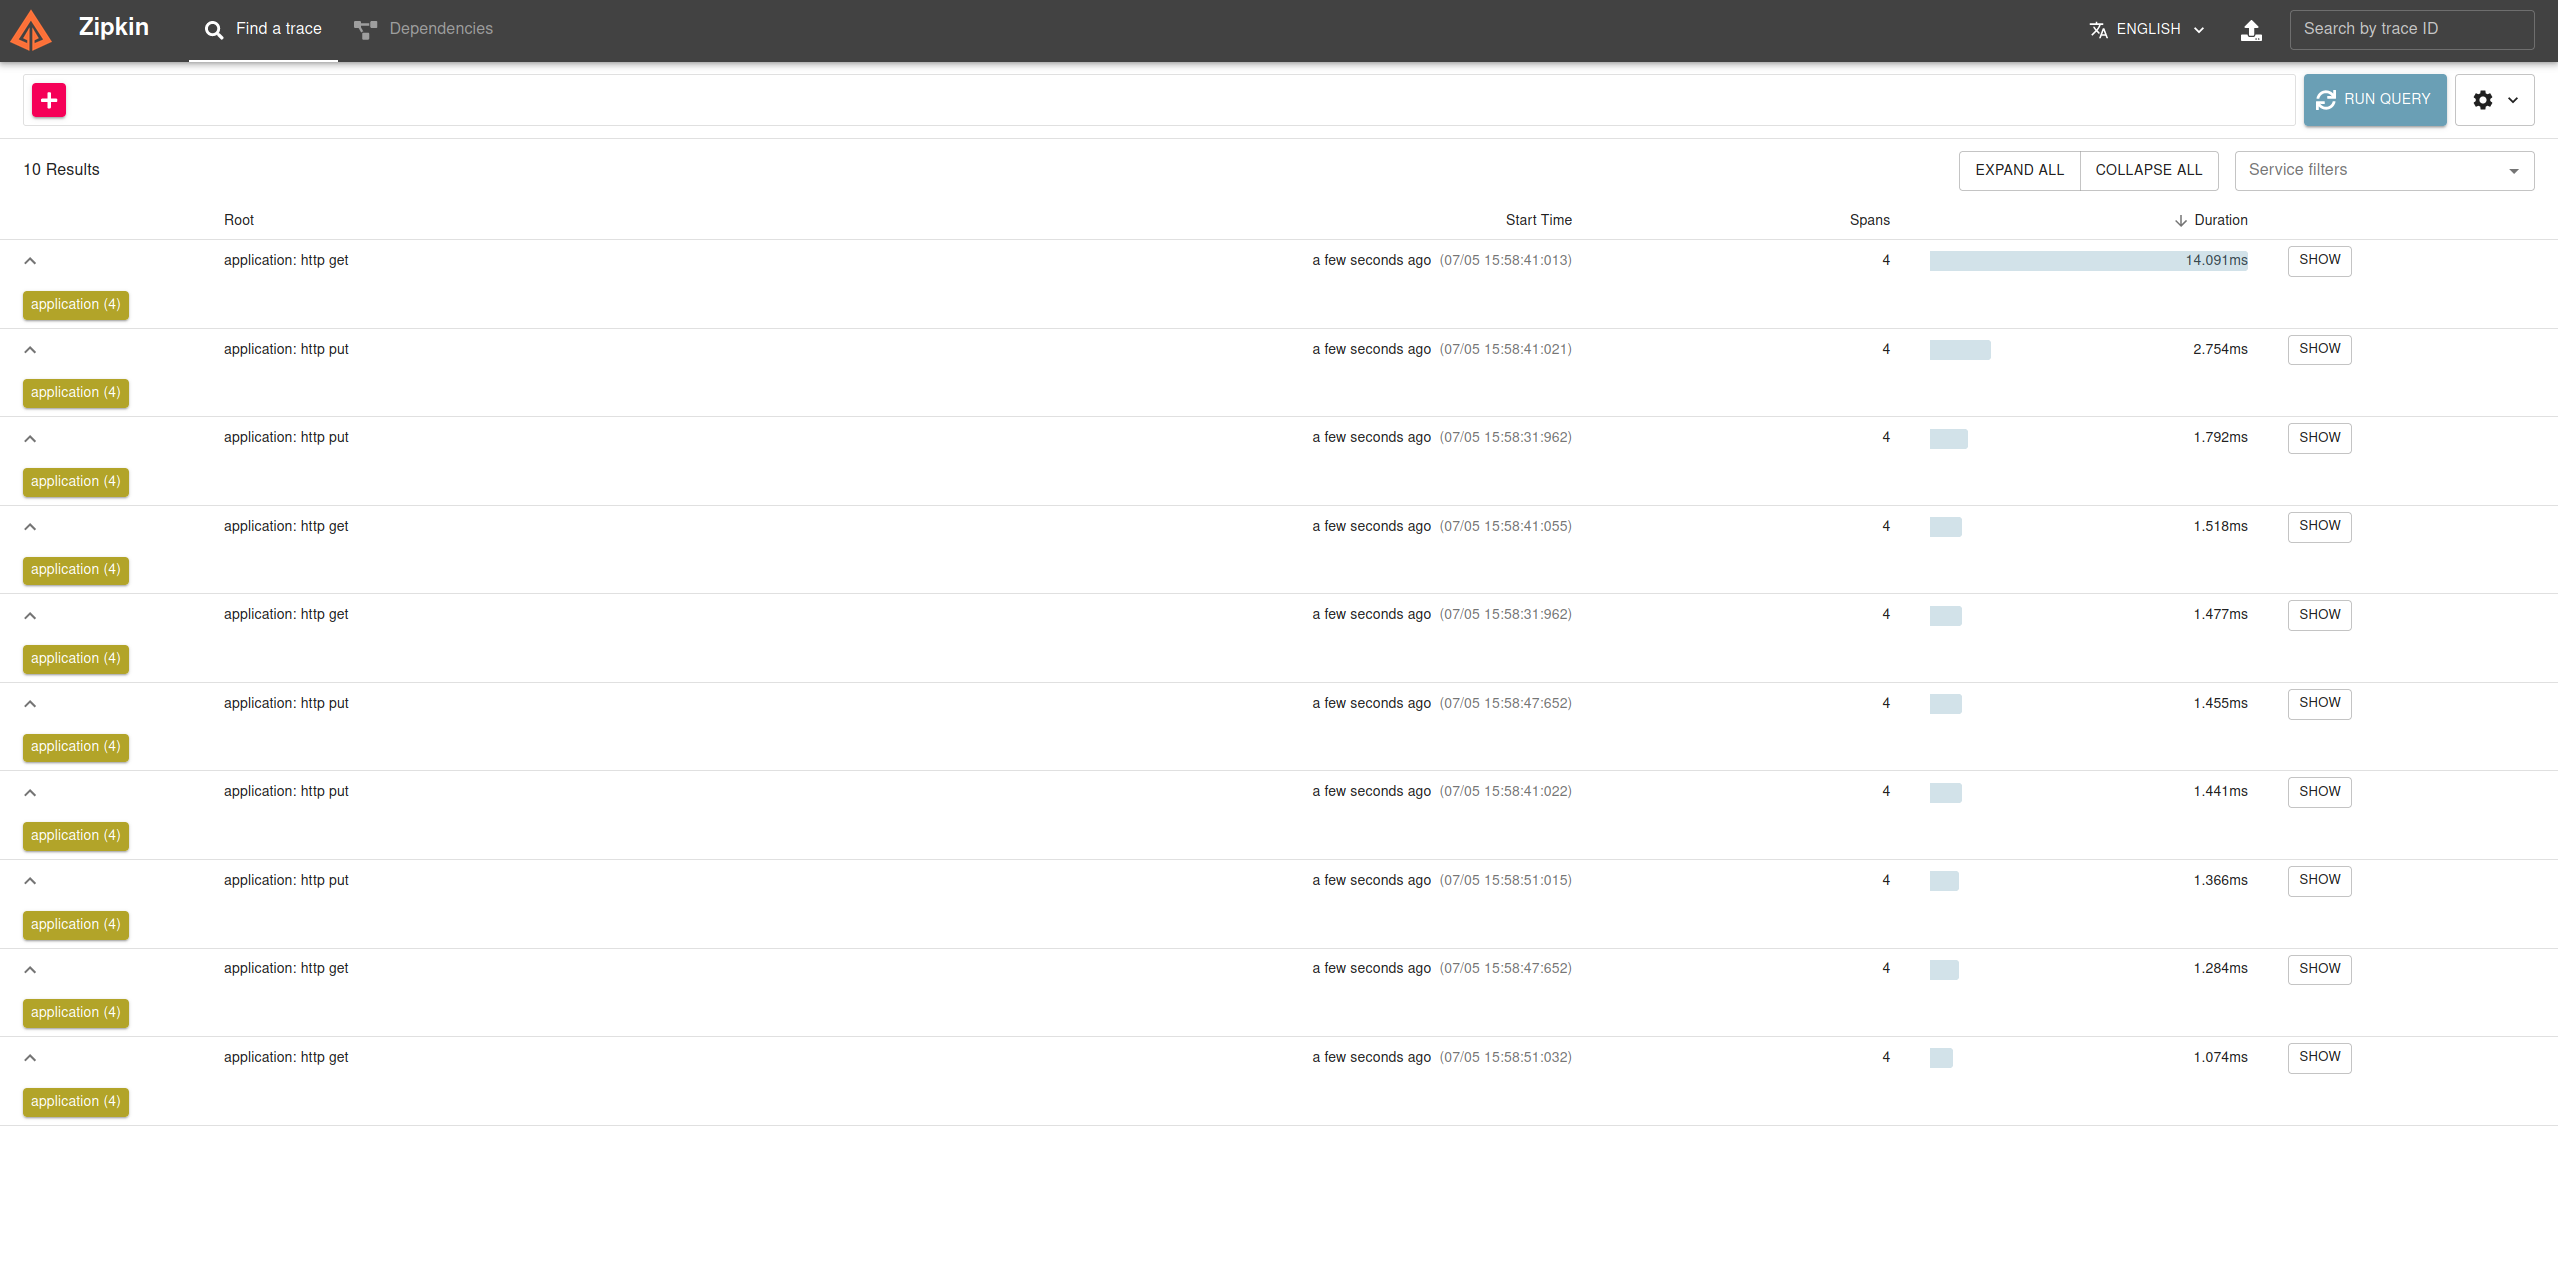 Zipkin Find a trace Dependencies ENGLISH Search by trace ID
RUN QUERY
10 Results EXPAND ALL COLLAPSE ALL Service filters
Root Start Time Spans Duration
application: http get a few seconds ago (07/05 15:58:41:013) 4 14.091ms SHOW
application (4)
application: http put a few seconds ago (07/05 15:58:41:021) 4 2.754ms SHOW
application (4)
application: http put a few seconds ago (07/05 15:58:31:962) 4 1.792ms SHOW
application (4)
application: http get a few seconds ago (07/05 15:58:41:055) 4 1.518ms SHOW
application (4)
application: http get a few seconds ago (07/05 15:58:31:962) 4 1.477ms SHOW
application (4)
application: http put a few seconds ago (07/05 15:58:47:652) 4 1.455ms SHOW
application (4)
application: http put a few seconds ago (07/05 15:58:41:022) 4 1.441ms SHOW
application (4)
application: http put a few seconds ago (07/05 15:58:51:015) 4 1.366ms SHOW
application (4)
application: http get a few seconds ago (07/05 15:58:47:652) 4 1.284ms SHOW
application (4)
application: http get a few seconds ago (07/05 15:58:51:032) 4 1.074ms SHOW
application (4)